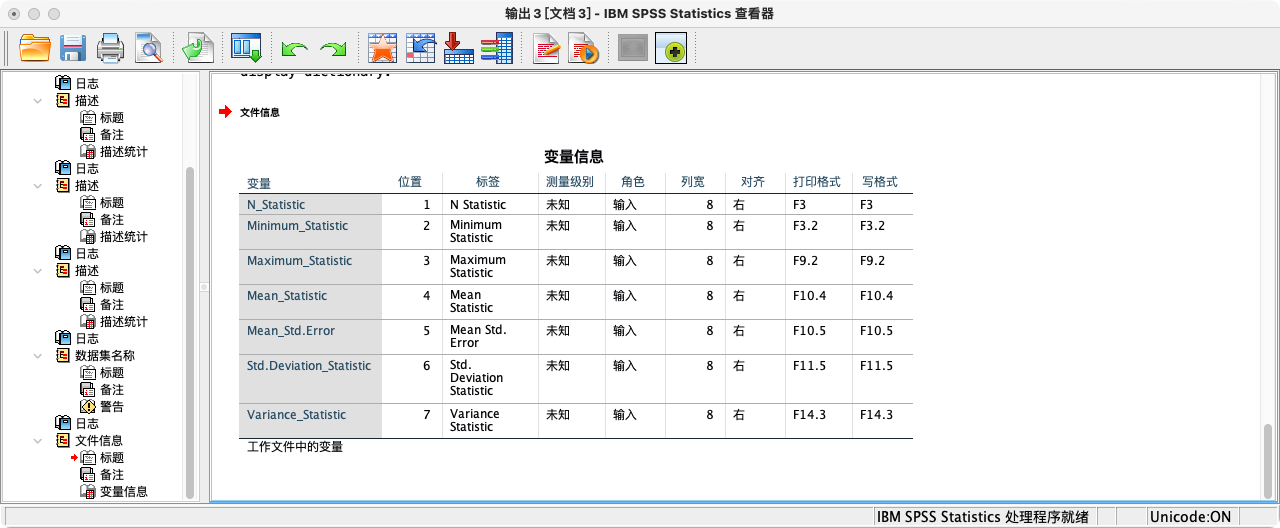 输出 3 [文档 3] - IBM SPSS Statistics 查看器
日志
描述
标题
备注
描述统计
日志
描述
标题
备注
描述统计
日志
描述
标题
备注
描述统计
日志
数据集名称
标题
备注
警告
日志
文件信息
标题
备注
变量信息
display dictionary.
文件信息
变量信息
变量 位置 标签 测量级别 角色 列宽 对齐 打印格式 写格式
N_Statistic 1 N Statistic 未知 输入 8 右 F3 F3
Minimum_Statistic 2 Minimum 未知 输入 8 右 F3.2 F3.2
Statistic
Maximum_Statistic 3 Maximum 未知 输入 8 右 F9.2 F9.2
Statistic
Mean_Statistic 4 Mean 未知 输入 8 右 F10.4 F10.4
Statistic
Mean_Std.Error 5 Mean Std. 未知 输入 8 右 F10.5 F10.5
Error
Std.Deviation_Statistic 6 Std. 未知 输入 8 右 F11.5 F11.5
Deviation
Statistic
Variance_Statistic 7 Variance 未知 输入 8 右 F14.3 F14.3
Statistic
工作文件中的变量
IBM SPSS Statistics 处理程序就绪 Unicode:ON